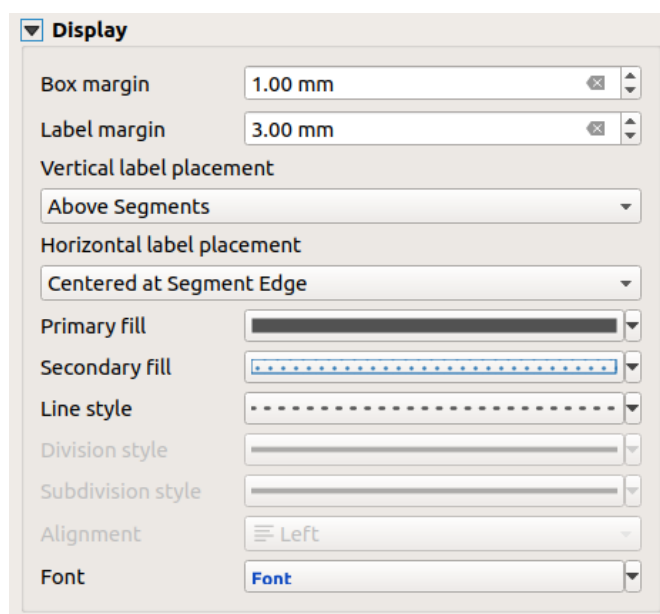 Display
Box margin 1.00 mm
Label margin 3.00 mm
Vertical label placement
Above Segments
Horizontal label placement
Centered at Segment Edge
Primary fill
Secondary fill
Line style
Division style
Subdivision style
Alignment Left
Font Font